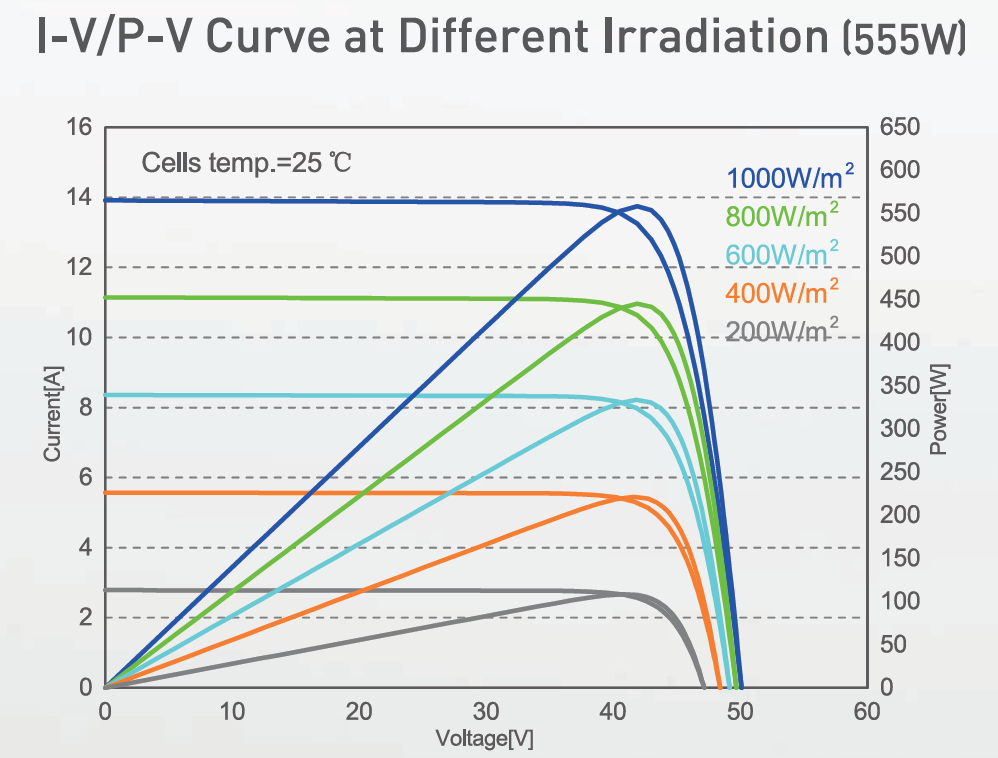 I-V/P-V Curve at Different Irradiation (555W)
Cells temp.=25 ℃
1000W/m²
800W/m²
600W/m²
400W/m²
200W/m²
16
14
12
10
8
6
4
2
0
Current[A]
650
600
550
500
450
400
350
300
250
200
150
100
50
0
Power[W]
0 10 20 30 40 50 60
Voltage[V]